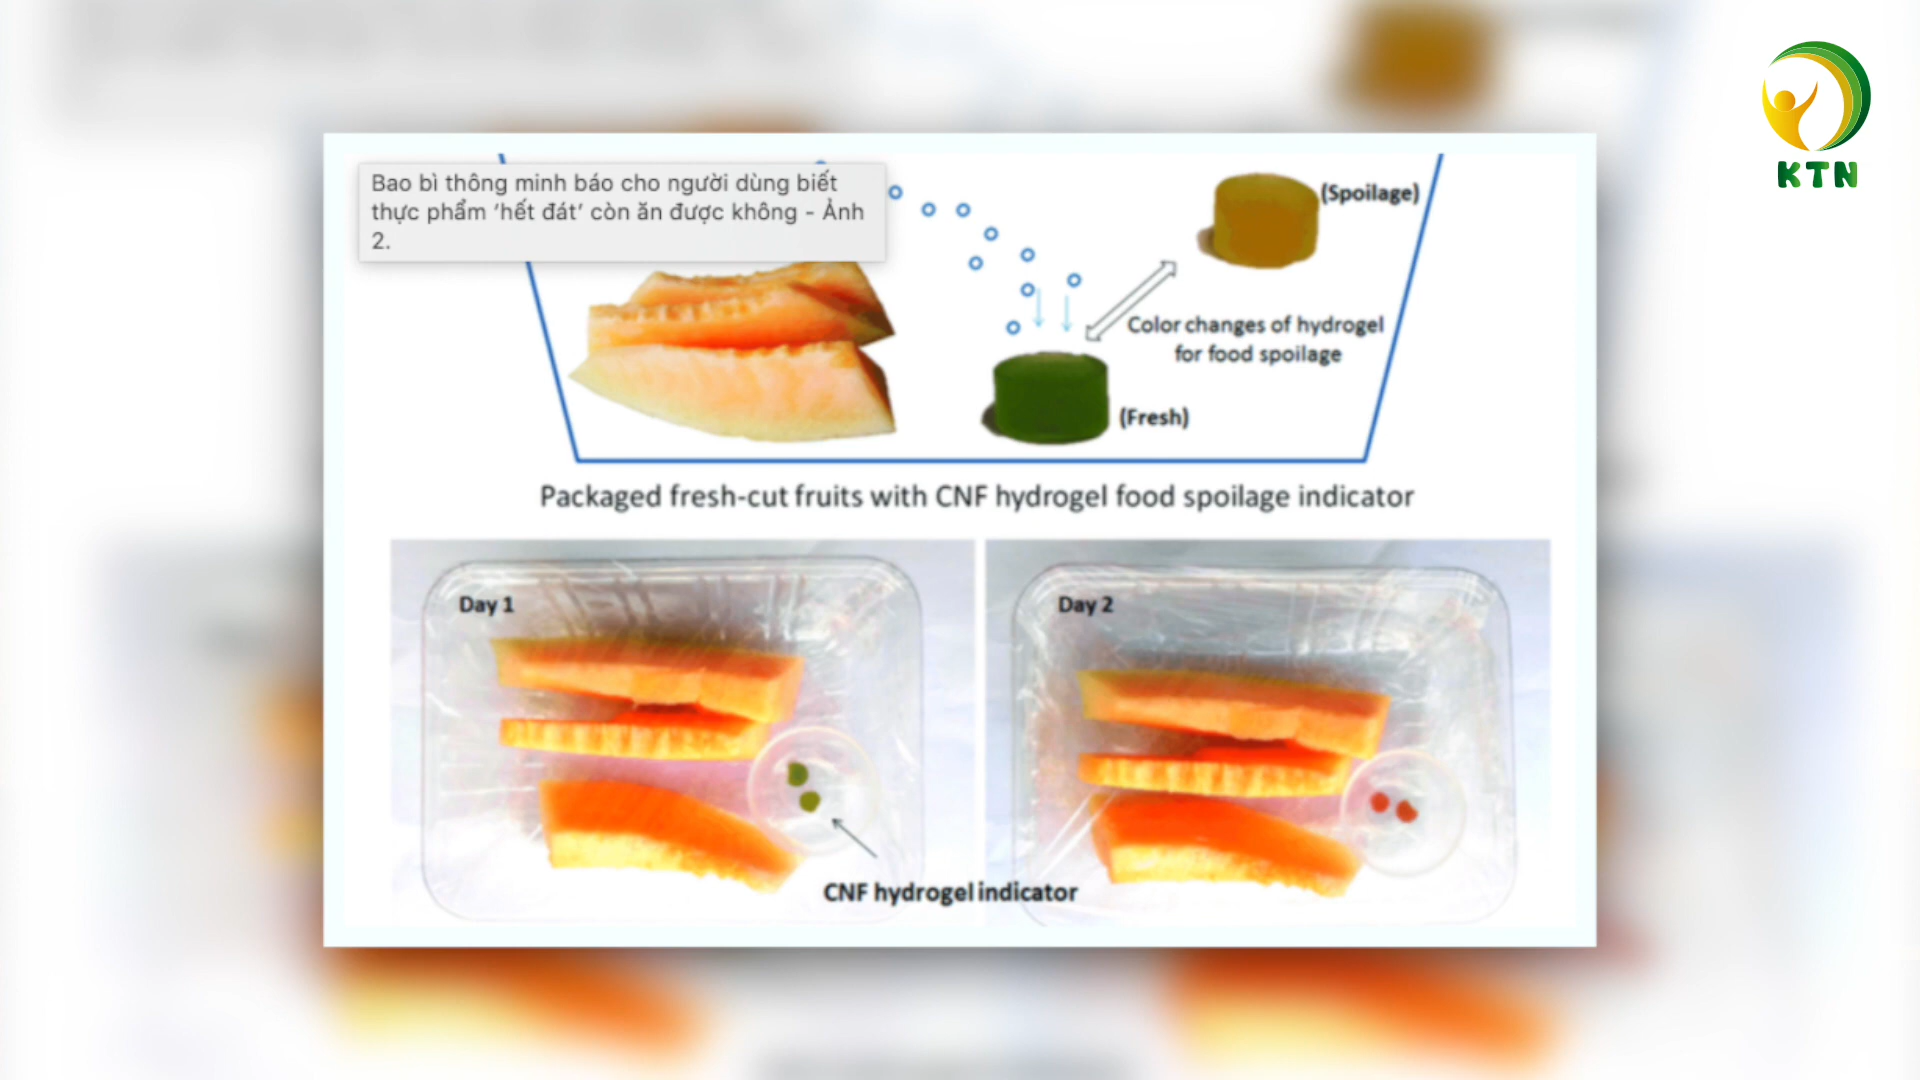 KTN
Bao bì thông minh báo cho người dùng biết
thực phẩm ‘hết đát’ còn ăn được không - Ảnh
2.
(Spoilage)
Color changes of hydrogel
for food spoilage
(Fresh)
Packaged fresh-cut fruits with CNF hydrogel food spoilage indicator
Day 1
Day 2
CNF hydrogel indicator